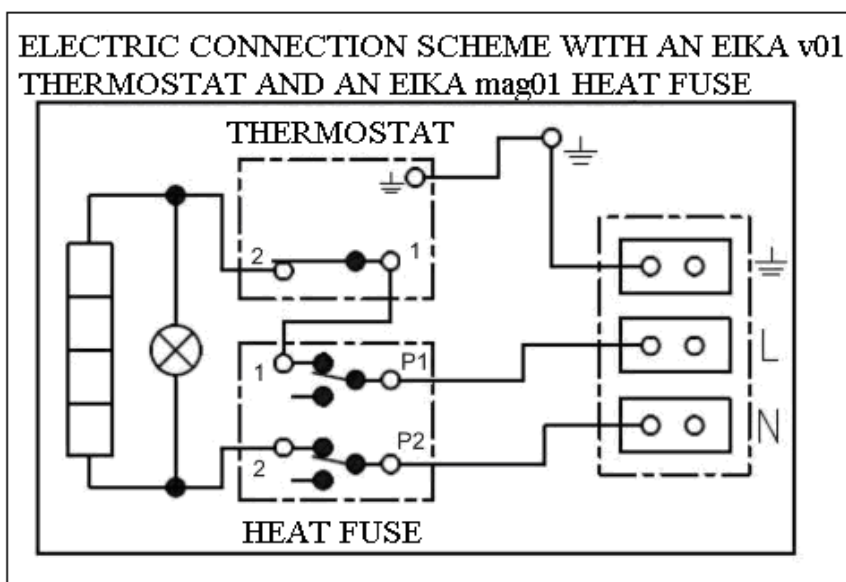 ELECTRIC CONNECTION SCHEME WITH AN EIKA v01
THERMOSTAT AND AN EIKA mag01 HEAT FUSE
THERMOSTAT
2
1
1
P1
L
2
P2
N
HEAT FUSE